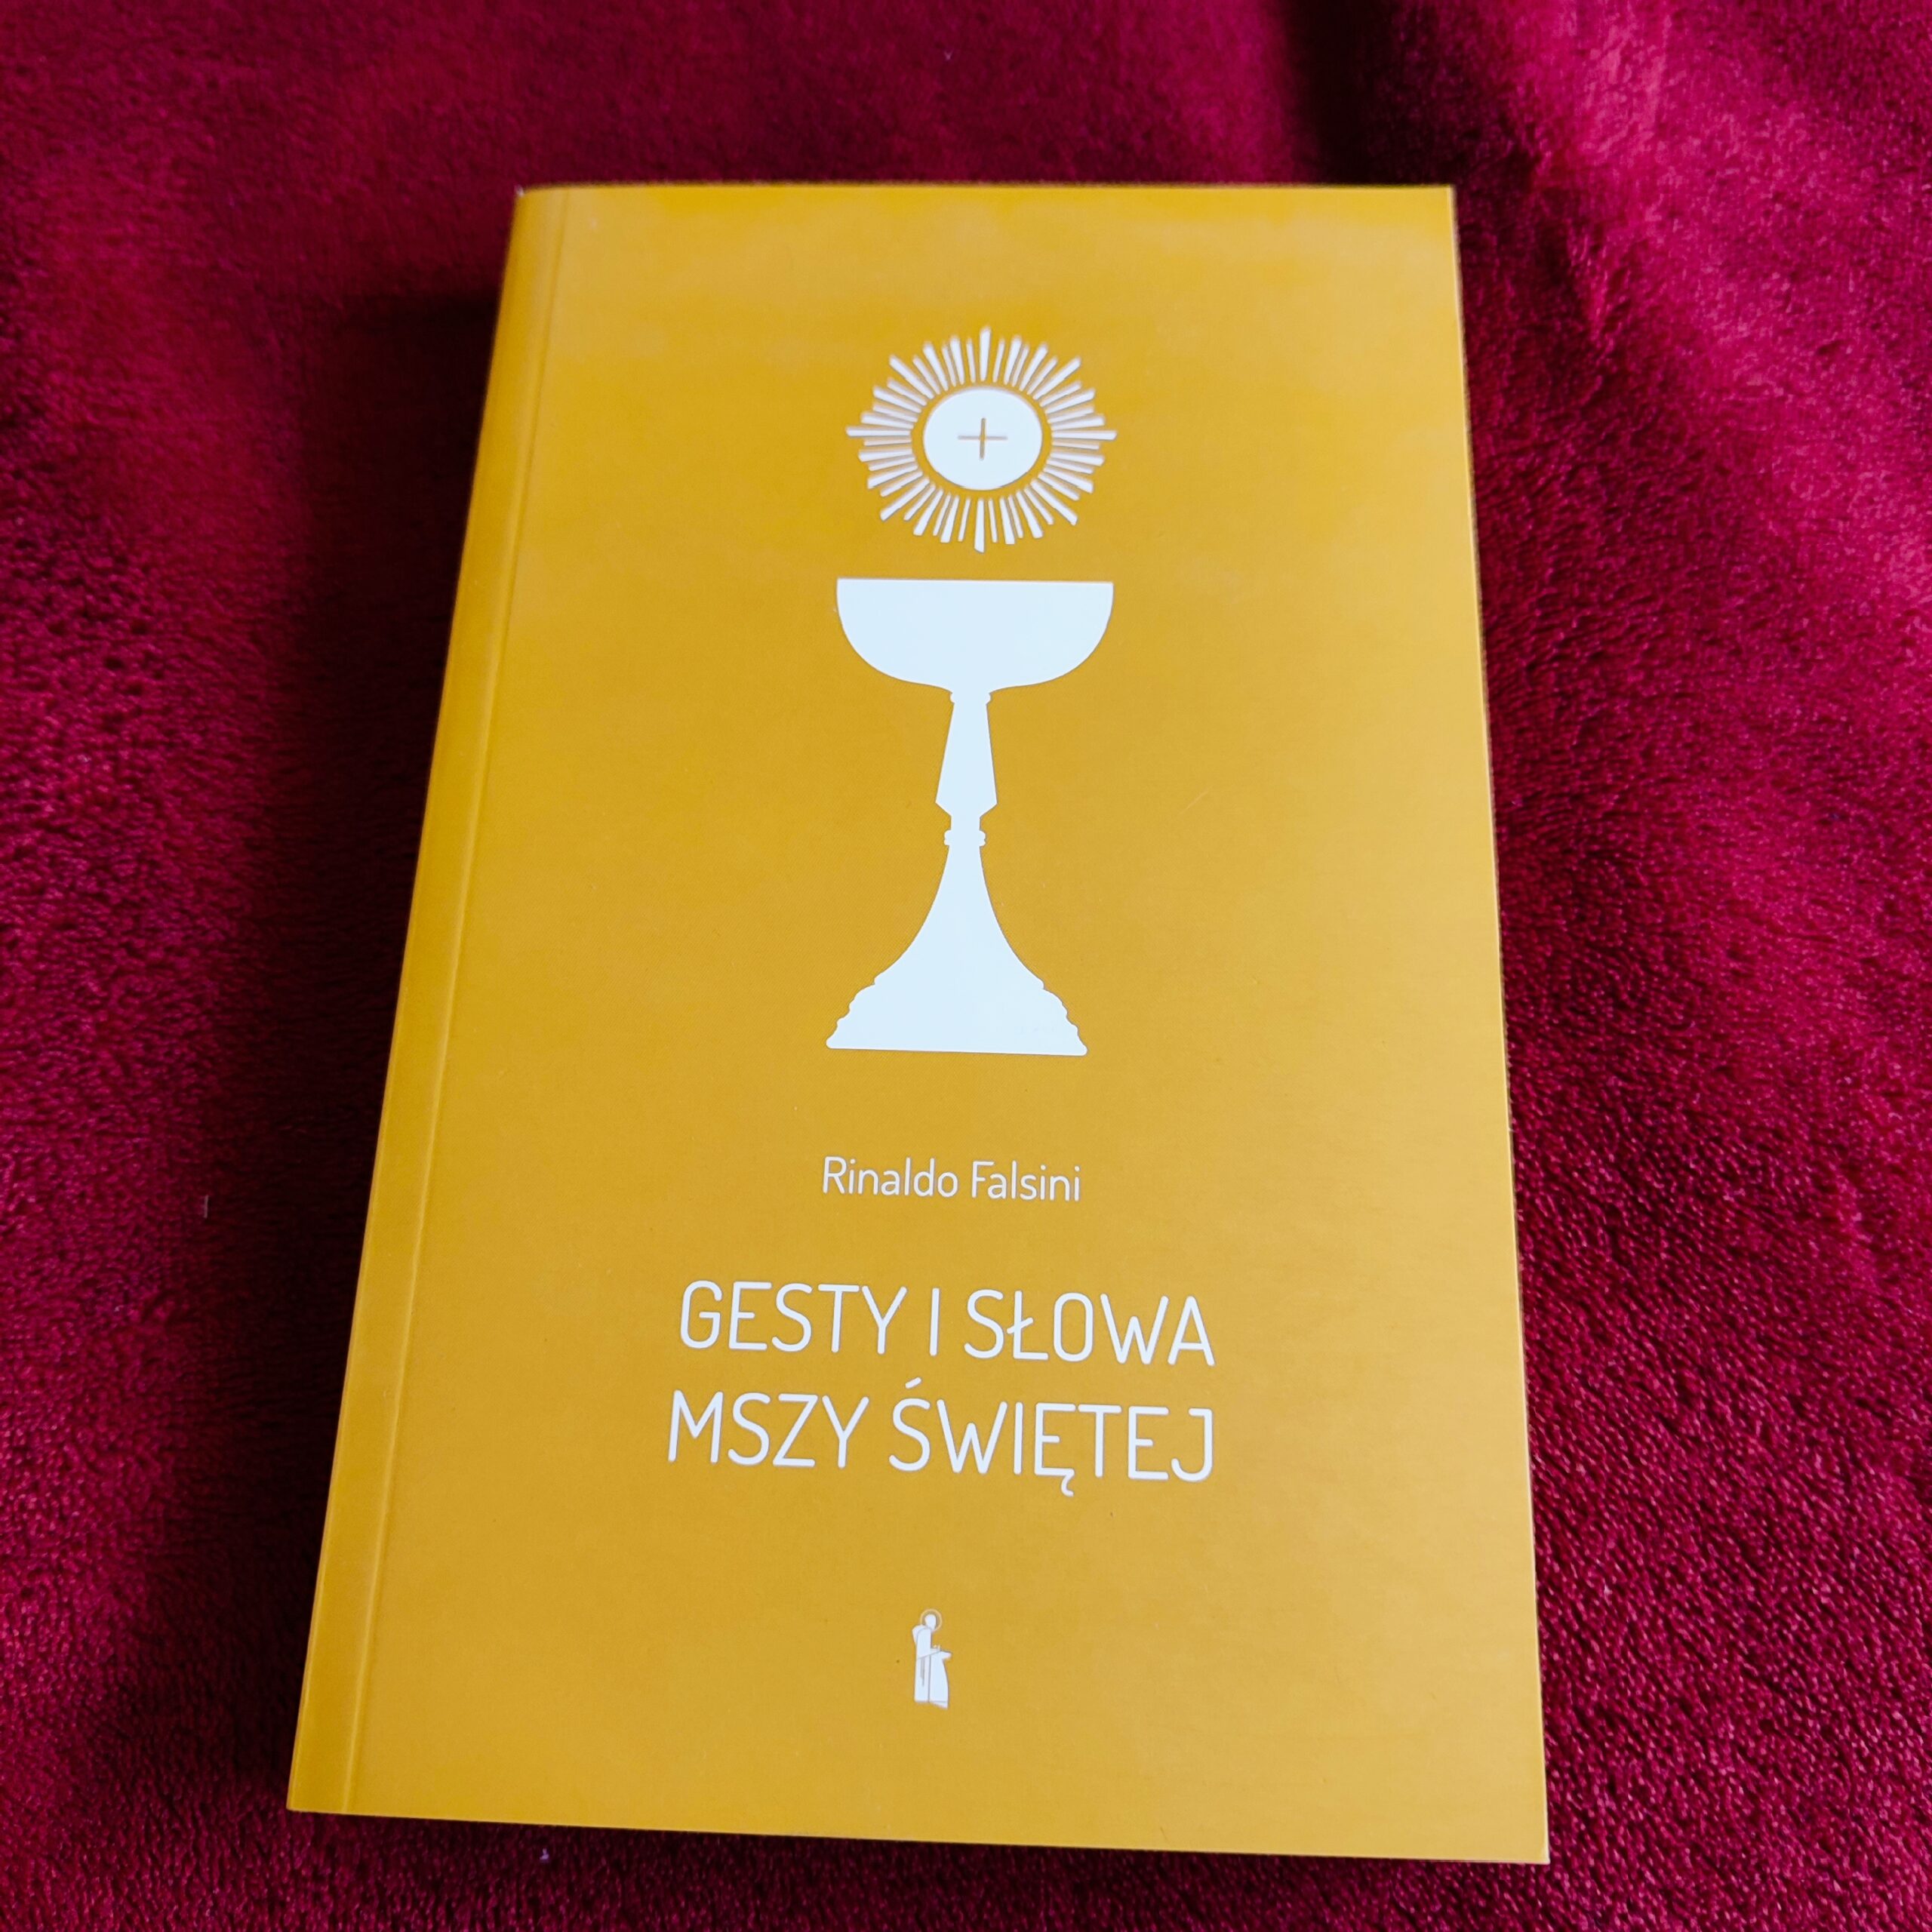 Rinaldo Falsini
GESTY I SŁOWA
MSZY ŚWIĘTEJ